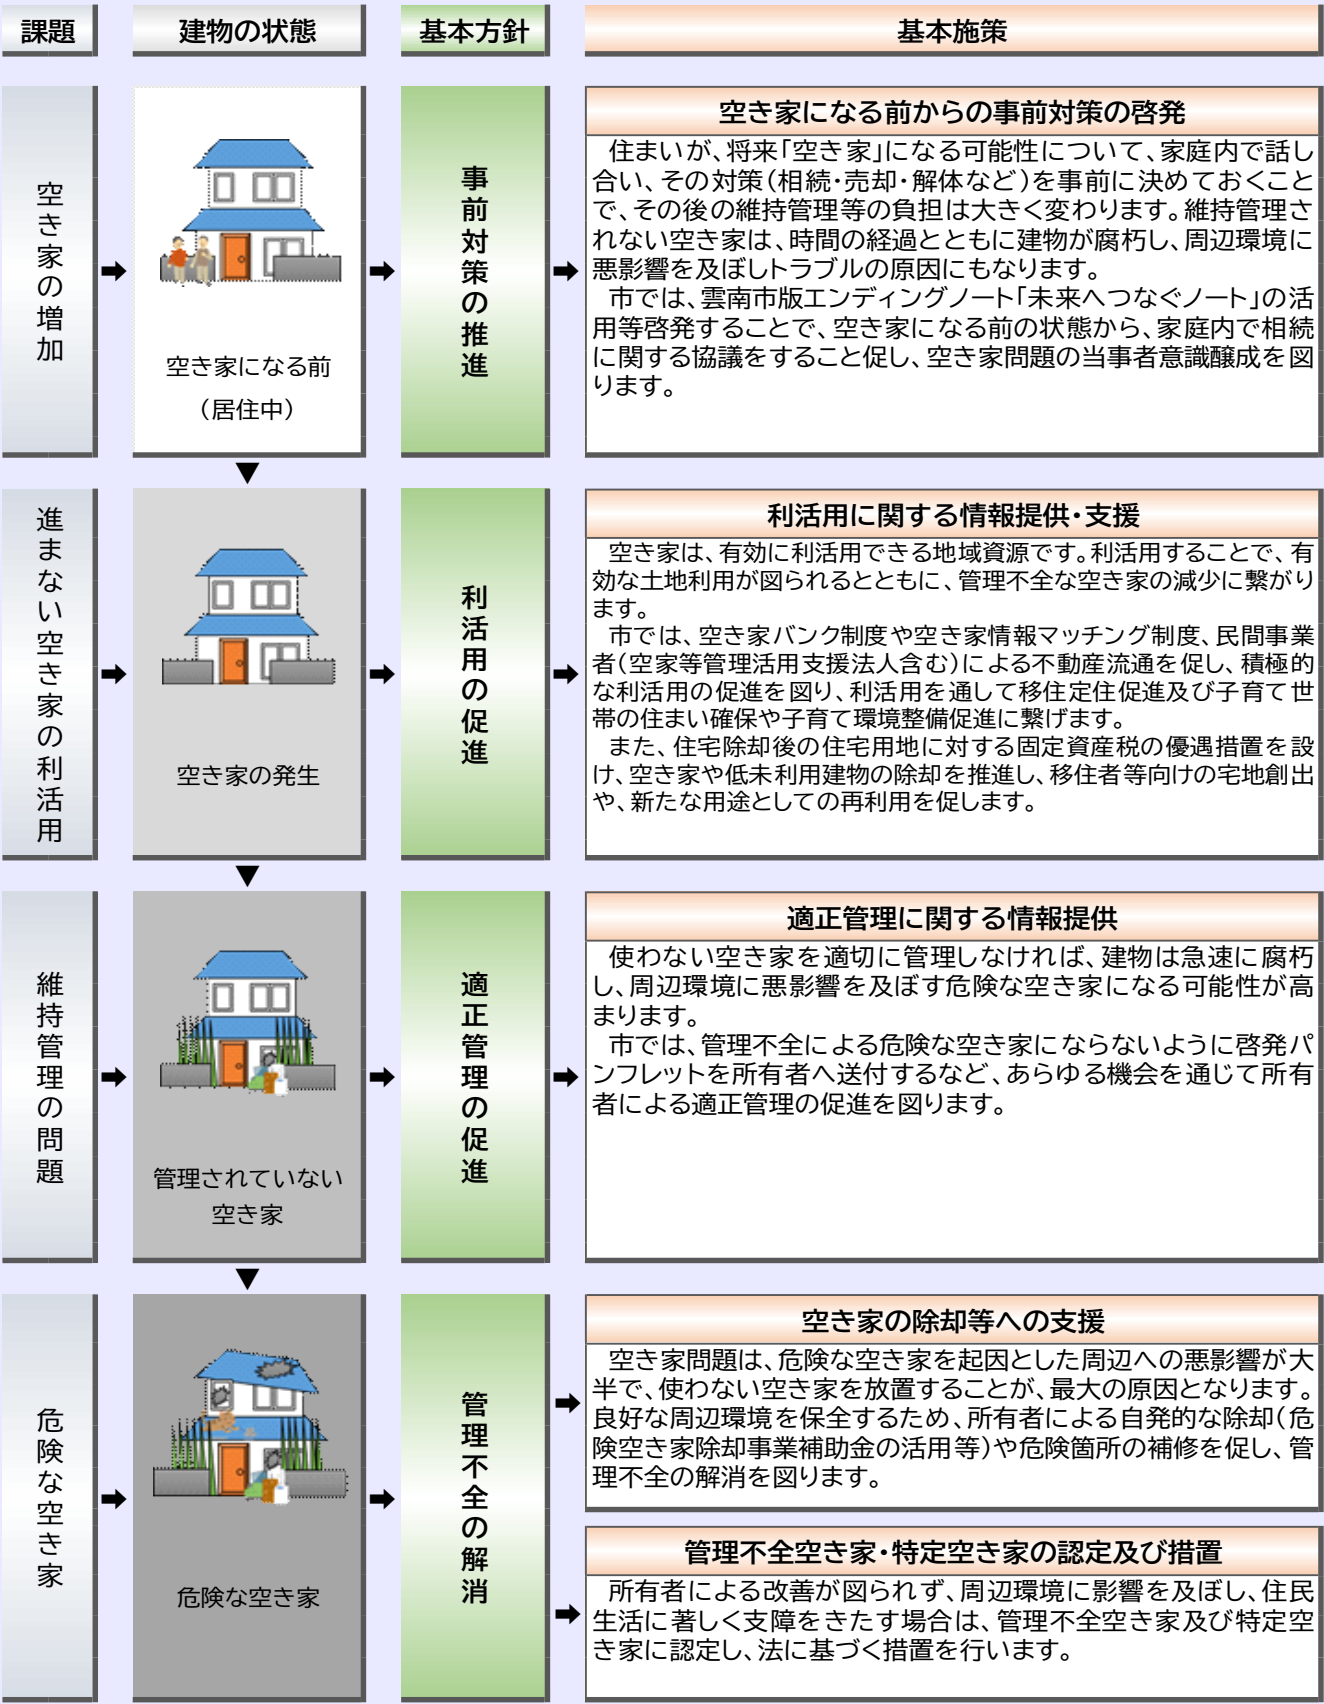 課題
建物の状態
基本方針
基本施策
空き家の増加
空き家になる前
（居住中）
事前対策の推進
空き家になる前からの事前対策の啓発
住まいが、将来「空き家」になる可能性について、家庭内で話し
合い、その対策（相続・売却・解体など）を事前に決めておくこと
で、その後の維持管理等の負担は大きく変わります。維持管理さ
れない空き家は、時間の経過とともに建物が腐朽し、周辺環境に
悪影響を及ぼしトラブルの原因にもなります。
市では、雲南市版エンディングノート「未来へつなぐノート」の活
用等啓発することで、空き家になる前の状態から、家庭内で相続
に関する協議をすること促し、空き家問題の当事者意識醸成を図
ります。
進まない空き家の利活用
空き家の発生
利活用の促進
利活用に関する情報提供・支援
空き家は、有効に利活用できる地域資源です。利活用することで、有
効な土地利用が図られるとともに、管理不全な空き家の減少に繋がり
ます。
市では、空き家バンク制度や空き家情報マッチング制度、民間事業
者（空家等管理活用支援法人含む）による不動産流通を促し、積極的
な利活用の促進を図り、利活用を通して移住定住促進及び子育て世
帯の住まい確保や子育て環境整備促進に繋げます。
また、住宅除却後の住宅用地に対する固定資産税の優遇措置を設
け、空き家や低未利用建物の除却を推進し、移住者等向けの宅地創出
や、新たな用途としての再利用を促します。
維持管理の問題
管理されていない
空き家
適正管理の促進
適正管理に関する情報提供
使わない空き家を適切に管理しなければ、建物は急速に腐朽
し、周辺環境に悪影響を及ぼす危険な空き家になる可能性が高
まります。
市では、管理不全による危険な空き家にならないように啓発パ
ンフレットを所有者へ送付するなど、あらゆる機会を通じて所有
者による適正管理の促進を図ります。
危険な空き家
危険な空き家
管理不全の解消
空き家の除却等への支援
空き家問題は、危険な空き家を起因とした周辺への悪影響が大
半で、使わない空き家を放置することが、最大の原因となります。
良好な周辺環境を保全するため、所有者による自発的な除却（危
険空き家除却事業補助金の活用等）や危険箇所の補修を促し、管
理不全の解消を図ります。
管理不全空き家・特定空き家の認定及び措置
所有者による改善が図られず、周辺環境に影響を及ぼし、住民
生活に著しく支障をきたす場合は、管理不全空き家及び特定空
き家に認定し、法に基づく措置を行います。